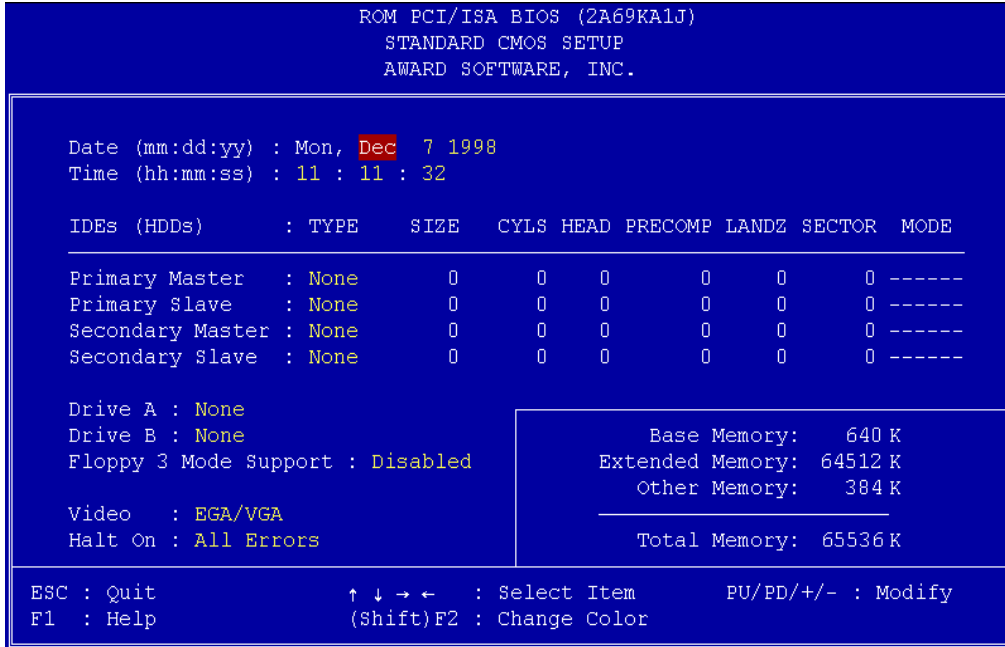 ROM PCI/ISA BIOS (2A69KA1J)
STANDARD CMOS SETUP
AWARD SOFTWARE, INC.
Date (mm:dd:yy) : Mon, Dec 7 1998
Time (hh:mm:ss) : 11 : 11 : 32
IDEs (HDDs) : TYPE SIZE CYLS HEAD PRECOMP LANDZ SECTOR MODE
Primary Master : None 0 0 0 0 0 0 ------
Primary Slave : None 0 0 0 0 0 0 ------
Secondary Master : None 0 0 0 0 0 0 ------
Secondary Slave : None 0 0 0 0 0 0 ------
Drive A : None
Drive B : None
Floppy 3 Mode Support : Disabled
Video : EGA/VGA
Halt On : All Errors
Base Memory: 640 K
Extended Memory: 64512 K
Other Memory: 384 K
Total Memory: 65536 K
ESC : Quit ↑ ↓ → ← : Select Item PU/PD/+/- : Modify
F1 : Help (Shift)F2 : Change Color